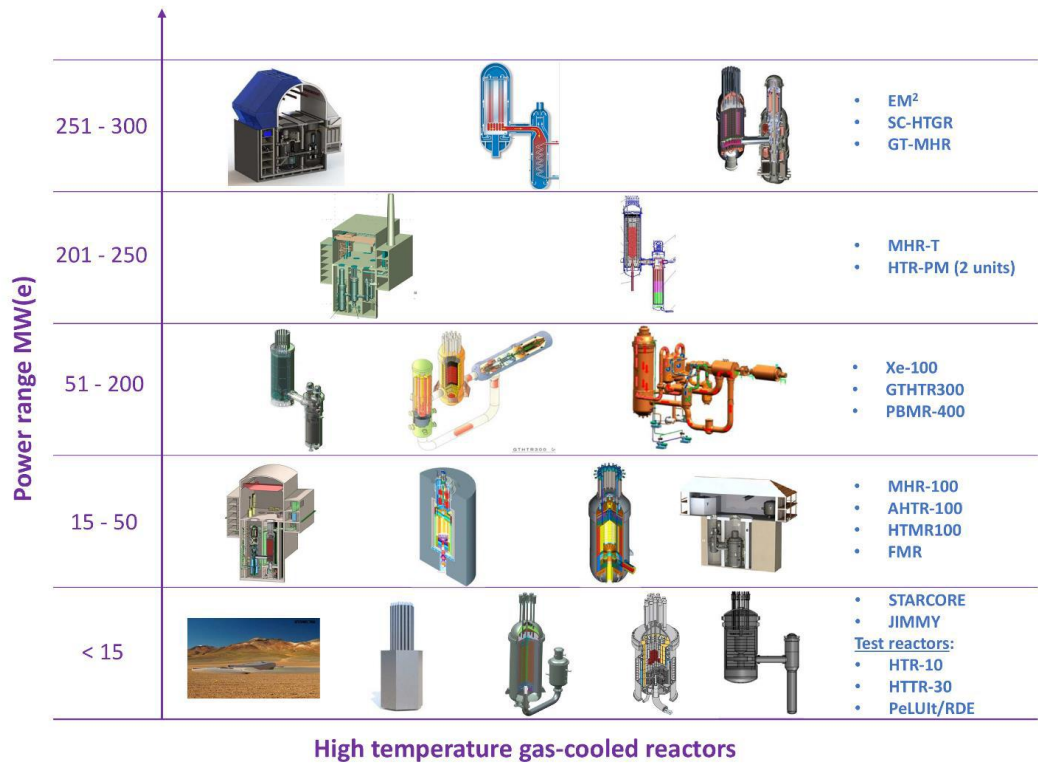 Power range MW(e)
251 - 300
• EM²
• SC-HTGR
• GT-MHR
201 - 250
• MHR-T
• HTR-PM (2 units)
51 - 200
GTHTR300
• Xe-100
• GTHTR300
• PBMR-400
15 - 50
• MHR-100
• AHTR-100
• HTMR100
• FMR
< 15
• STARCORE
• JIMMY
Test reactors:
• HTR-10
• HTTR-30
• PeLUIt/RDE
High temperature gas-cooled reactors